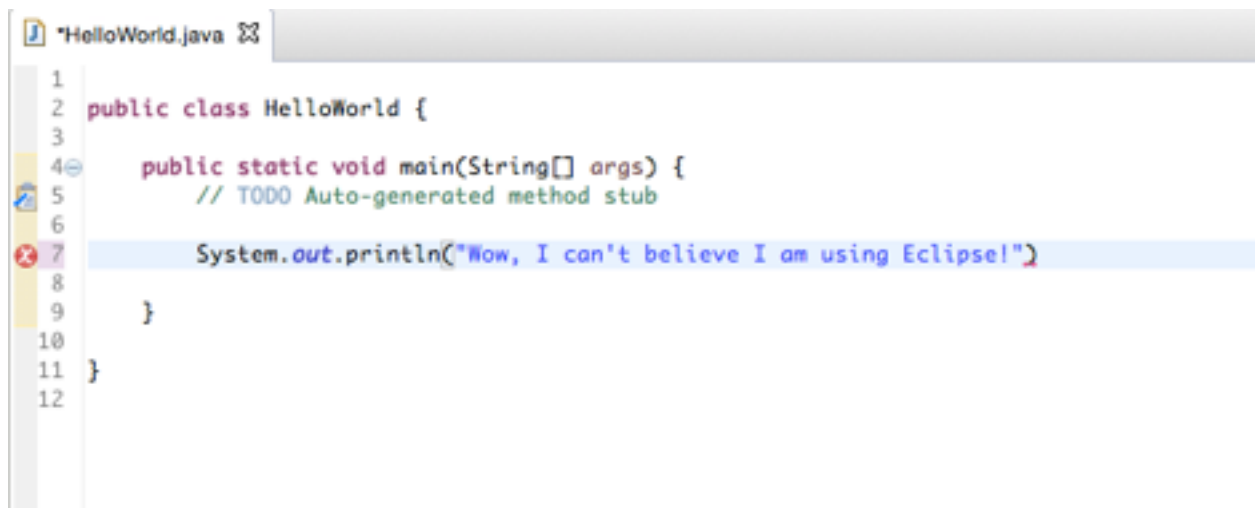 *HelloWorld.java
1
2 public class HelloWorld {
3
4     public static void main(String[] args) {
5         // TODO Auto-generated method stub
6
7         System.out.println("Wow, I can't believe I am using Eclipse!")
8
9     }
10
11 }
12